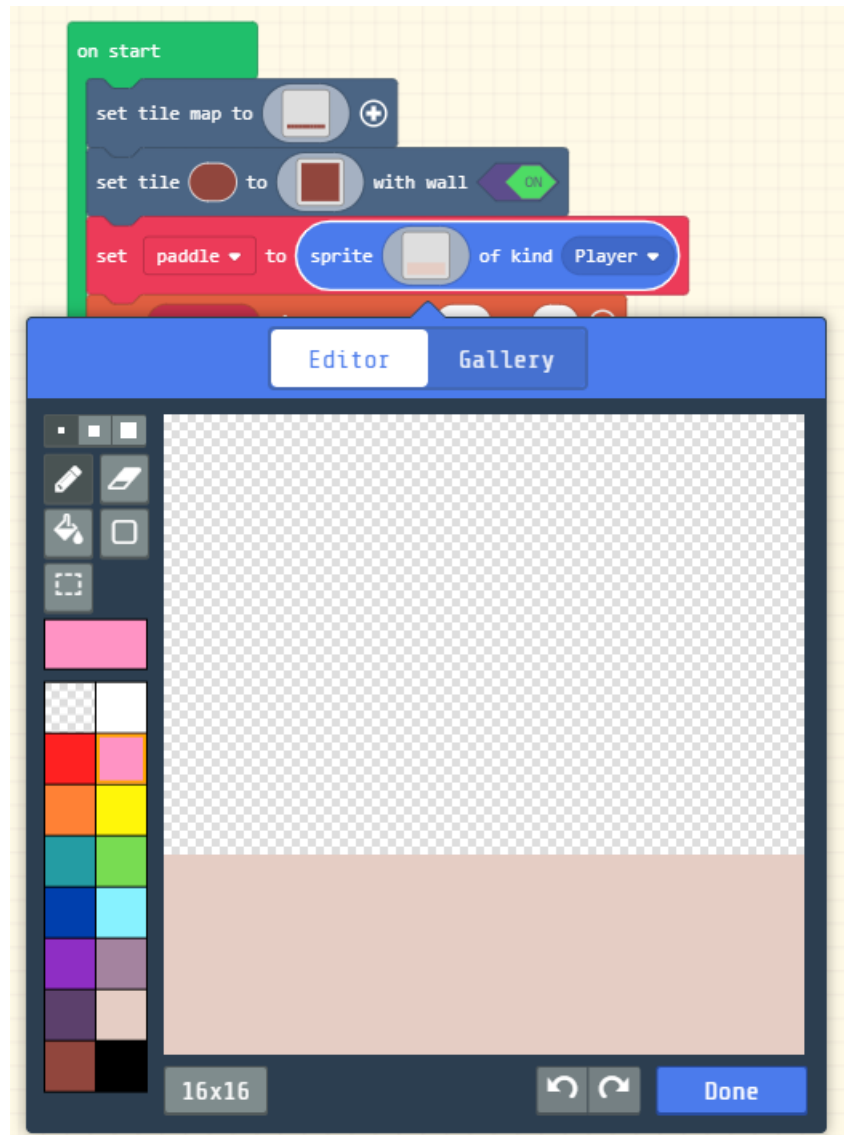 on start
set tile map to
set tile to with wall ON
set paddle to sprite of kind Player
Editor Gallery
16x16 Done